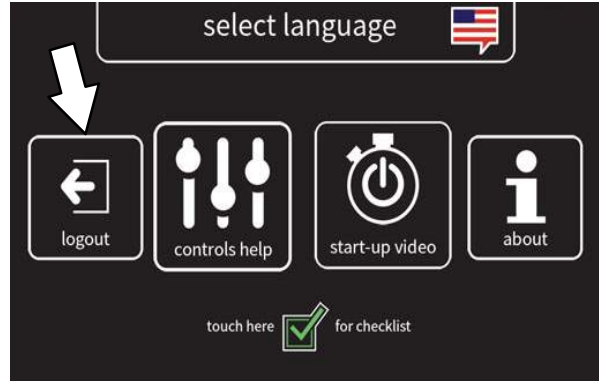 select language
logout
controls help
start-up video
about
touch here
for checklist